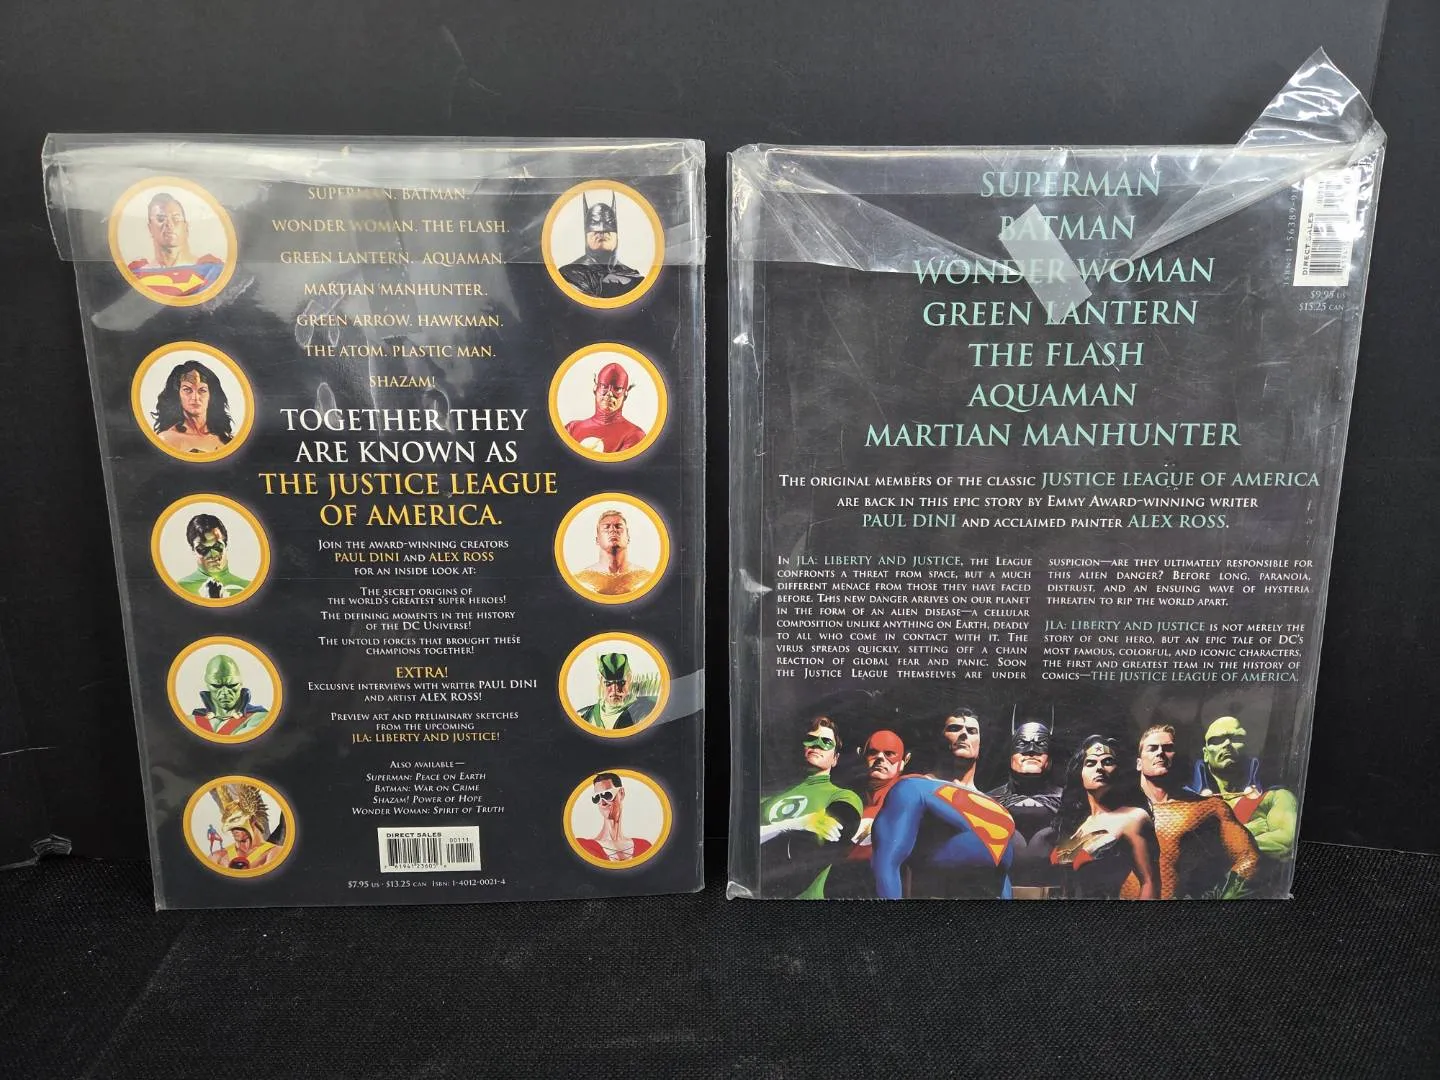 SUPERMAN. BATMAN.
WONDER WOMAN. THE FLASH.
GREEN LANTERN. AQUAMAN.
MARTIAN MANHUNTER.
GREEN ARROW. HAWKMAN.
THE ATOM. PLASTIC MAN.
SHAZAM!
TOGETHER THEY
ARE KNOWN AS
THE JUSTICE LEAGUE
OF AMERICA.
JOIN THE AWARD-WINNING CREATORS
PAUL DINI AND ALEX ROSS
FOR AN INSIDE LOOK AT:
THE SECRET ORIGINS OF
THE WORLD'S GREATEST SUPER HEROES!
THE DEFINING MOMENTS IN THE HISTORY
OF THE DC UNIVERSE!
THE UNTOLD FORCES THAT BROUGHT THESE
CHAMPIONS TOGETHER!
EXTRA!
EXCLUSIVE INTERVIEWS WITH WRITER PAUL DINI
AND ARTIST ALEX ROSS!
PREVIEW ART AND PRELIMINARY SKETCHES
FROM THE UPCOMING
JLA: LIBERTY AND JUSTICE!
ALSO AVAILABLE—
SUPERMAN: PEACE ON EARTH
BATMAN: WAR ON CRIME
SHAZAM! POWER OF HOPE
WONDER WOMAN: SPIRIT OF TRUTH
DIRECT SALES
00111
$7.95 US · $13.25 CAN ISBN: 1-4012-0021-4
SUPERMAN
BATMAN
WONDER WOMAN
GREEN LANTERN
THE FLASH
AQUAMAN
MARTIAN MANHUNTER
DIRECT SALES
$9.95 US
$15.25 CAN
THE ORIGINAL MEMBERS OF THE CLASSIC JUSTICE LEAGUE OF AMERICA
ARE BACK IN THIS EPIC STORY BY EMMY AWARD-WINNING WRITER
PAUL DINI AND ACCLAIMED PAINTER ALEX ROSS.
IN JLA: LIBERTY AND JUSTICE, THE LEAGUE
CONFRONTS A THREAT FROM SPACE, BUT A MUCH
DIFFERENT MENACE FROM THOSE THEY HAVE FACED
BEFORE. THIS NEW DANGER ARRIVES ON OUR PLANET
IN THE FORM OF AN ALIEN DISEASE—A CELLULAR
COMPOSITION UNLIKE ANYTHING ON EARTH, DEADLY
TO ALL WHO COME IN CONTACT WITH IT. THE
VIRUS SPREADS QUICKLY, SETTING OFF A CHAIN
REACTION OF GLOBAL FEAR AND PANIC. SOON
THE JUSTICE LEAGUE THEMSELVES ARE UNDER
SUSPICION—ARE THEY ULTIMATELY RESPONSIBLE FOR
THIS ALIEN DANGER? BEFORE LONG, PARANOIA,
DISTRUST, AND AN ENSUING WAVE OF HYSTERIA
THREATEN TO RIP THE WORLD APART.
JLA: LIBERTY AND JUSTICE IS NOT MERELY THE
STORY OF ONE HERO, BUT AN EPIC TALE OF DC'S
MOST FAMOUS, COLORFUL, AND ICONIC CHARACTERS,
THE FIRST AND GREATEST TEAM IN THE HISTORY OF
COMICS—THE JUSTICE LEAGUE OF AMERICA.